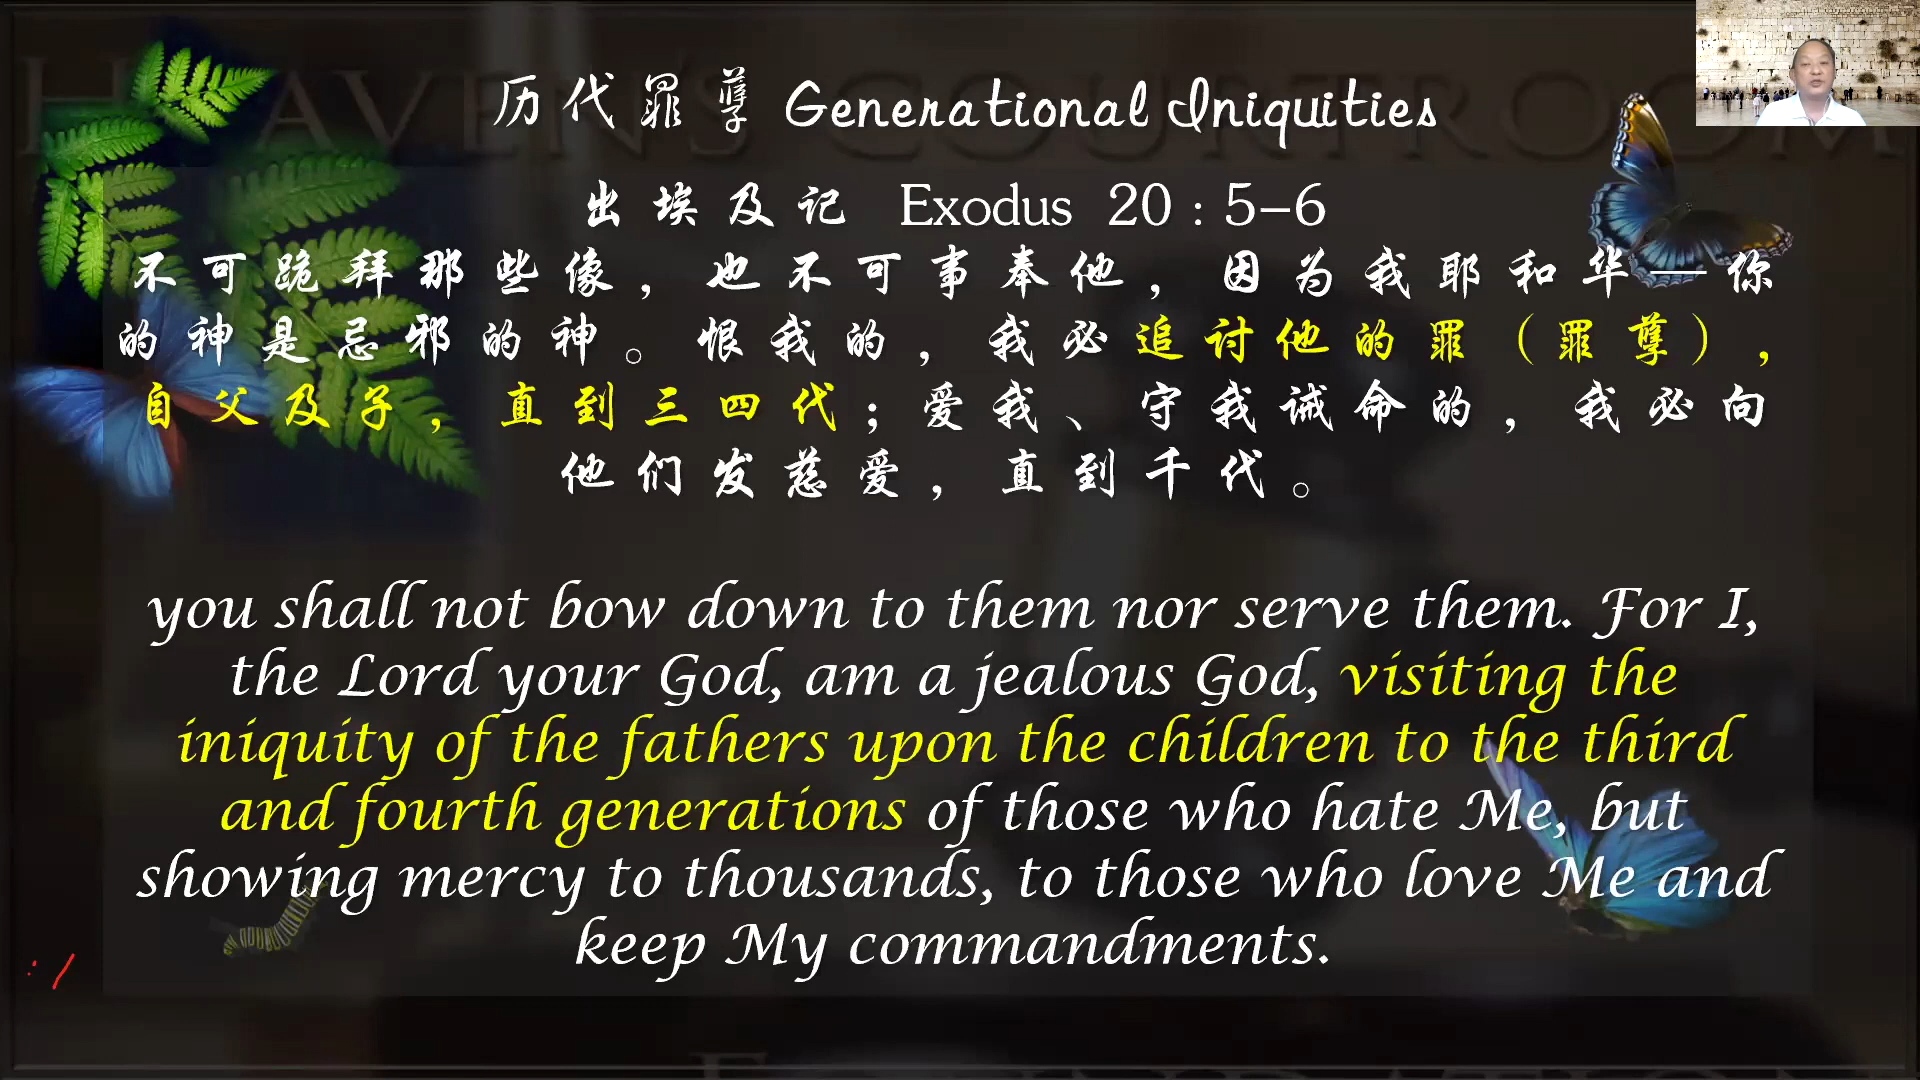 HEAVEN'S COURTROOM
历代罪孽 Generational Iniquities
出埃及记 Exodus 20:5-6
不可跪拜那些像，也不可事奉他，因为我耶和华—你
的神是忌邪的神。恨我的，我必追讨他的罪（罪孽），
自父及子，直到三四代；爱我、守我诫命的，我必向
他们发慈爱，直到千代。
you shall not bow down to them nor serve them. For I,
the Lord your God, am a jealous God, visiting the
iniquity of the fathers upon the children to the third
and fourth generations of those who hate Me, but
showing mercy to thousands, to those who love Me and
keep My commandments.